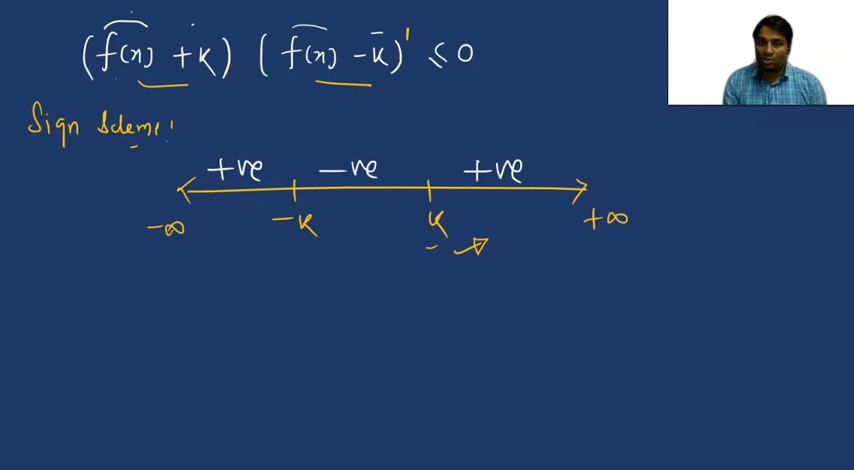 (f(x) + k) (f(x) - k)' ≤ 0
Sign Scheme:
+ve -ve +ve
-∞ -k k +∞